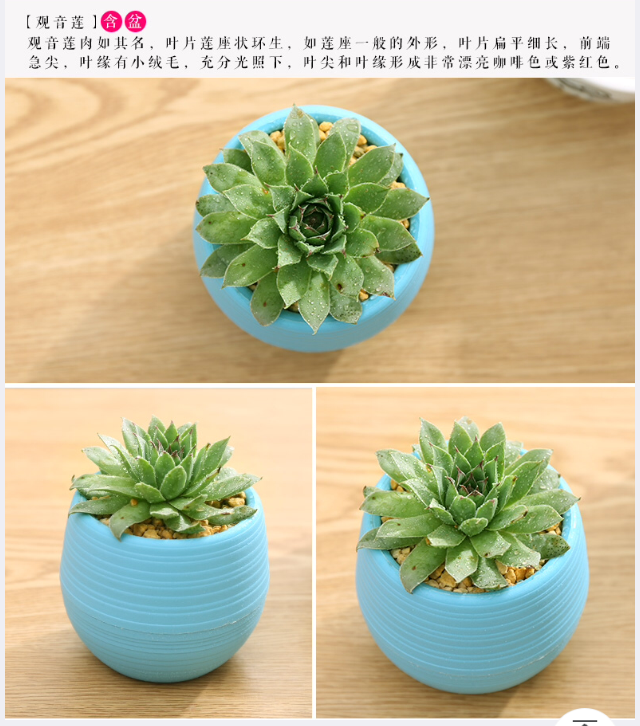 【观音莲】含盆
观音莲肉如其名，叶片莲座状环生，如莲座一般的外形，叶片扁平细长，前端
急尖，叶缘有小绒毛，充分光照下，叶尖和叶缘形成非常漂亮咖啡色或紫红色。